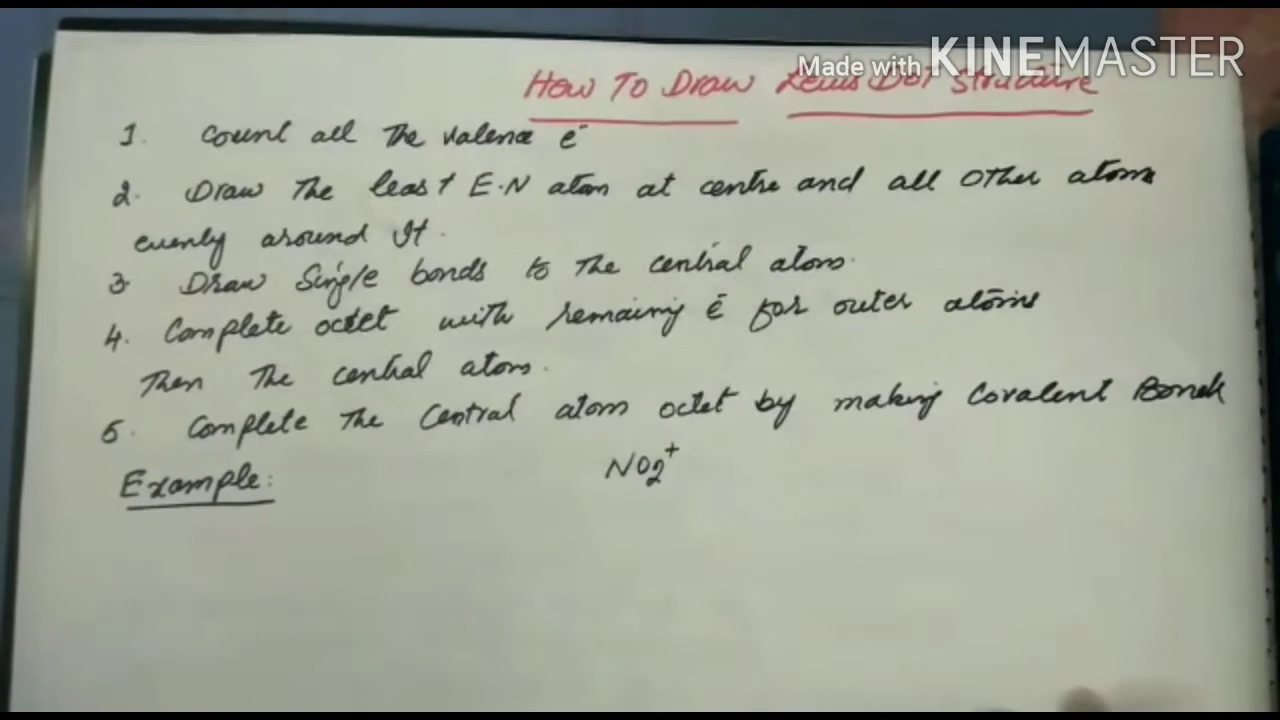 Made with KINEMASTER
How To Draw Lewis Dot Structure
1. Count all The valence e⁻
2. Draw The least E.N atom at centre and all other atoms
evenly around It.
3 Draw Single bonds to The central atom.
4. Complete octet with remaining e⁻ for outer atoms
Then The central atom.
5. Complete The Central atom octet by making Covalent Bond
Example: NO₂⁺